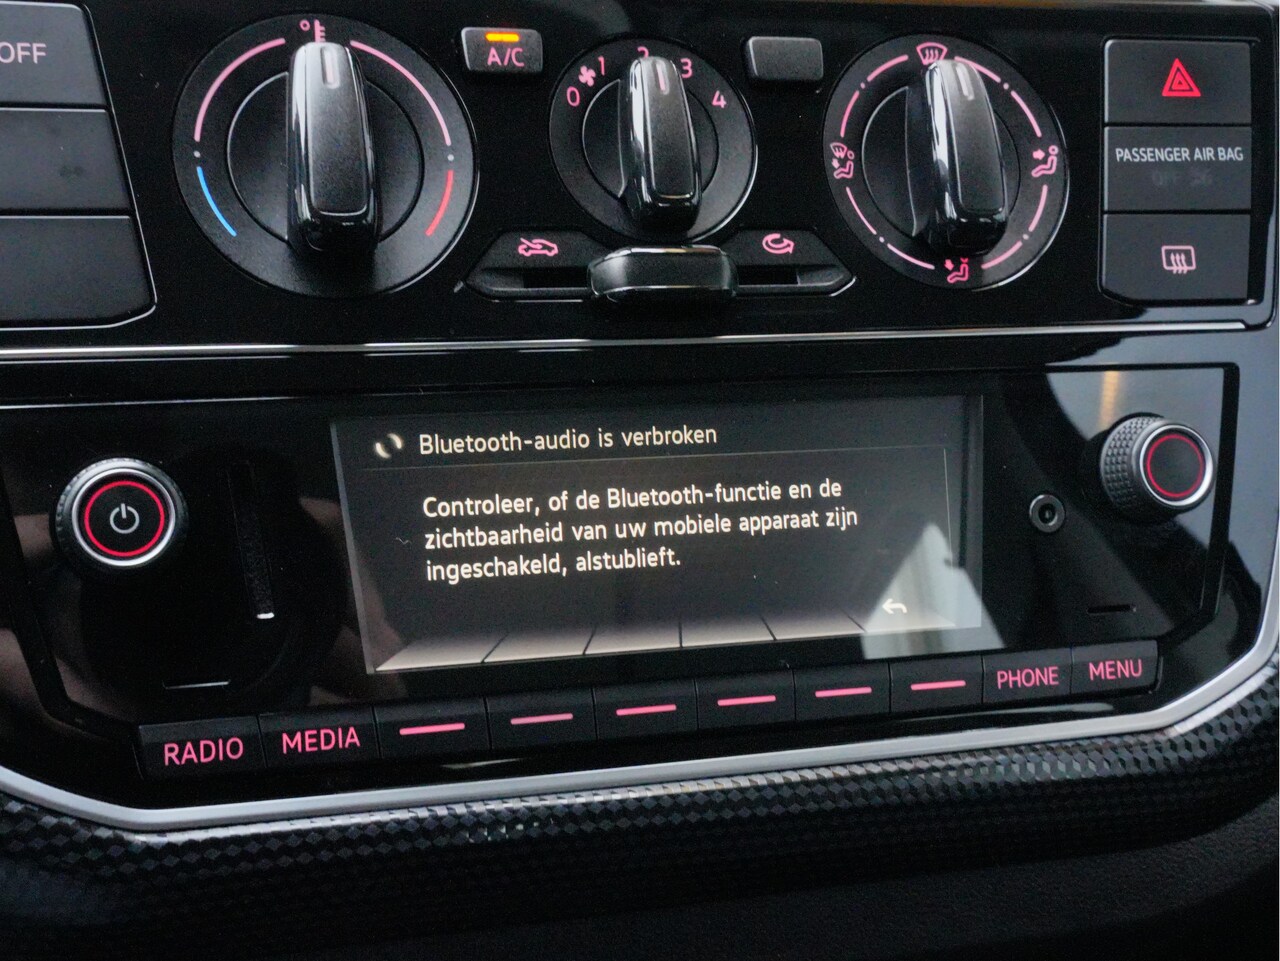 OFF
A/C
0 1 2 3 4
PASSENGER AIR BAG
Bluetooth-audio is verbroken
Controleer, of de Bluetooth-functie en de
zichtbaarheid van uw mobiele apparaat zijn
ingeschakeld, alstublieft.
RADIO
MEDIA
PHONE
MENU